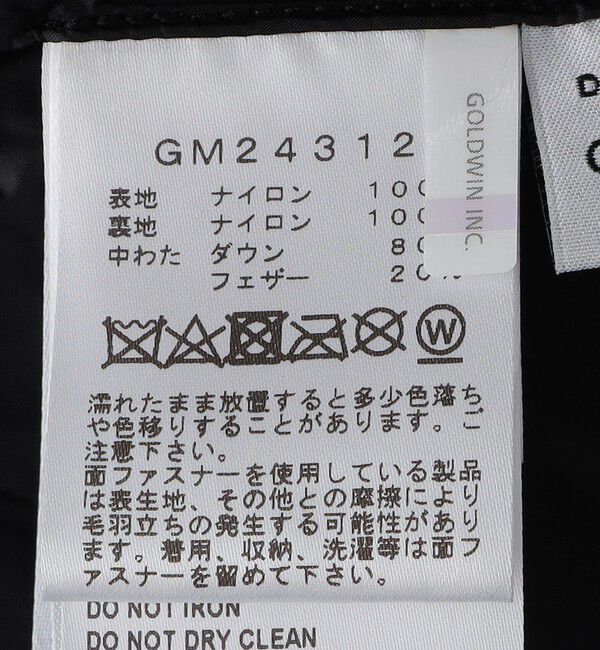 GM24312
GOLDWIN INC.
D
表地 ナイロン 100
裏地 ナイロン 100
中わた ダウン 80
フェザー 20%
W
濡れたまま放置すると多少色落ち
や色移りすることがあります。ご
注意下さい。
面ファスナーを使用している製品
は表生地、その他との摩擦により
毛羽立ちの発生する可能性があり
ます。着用、収納、洗濯等は面フ
ァスナーを留めて下さい。
DO NOT IRON
DO NOT DRY CLEAN